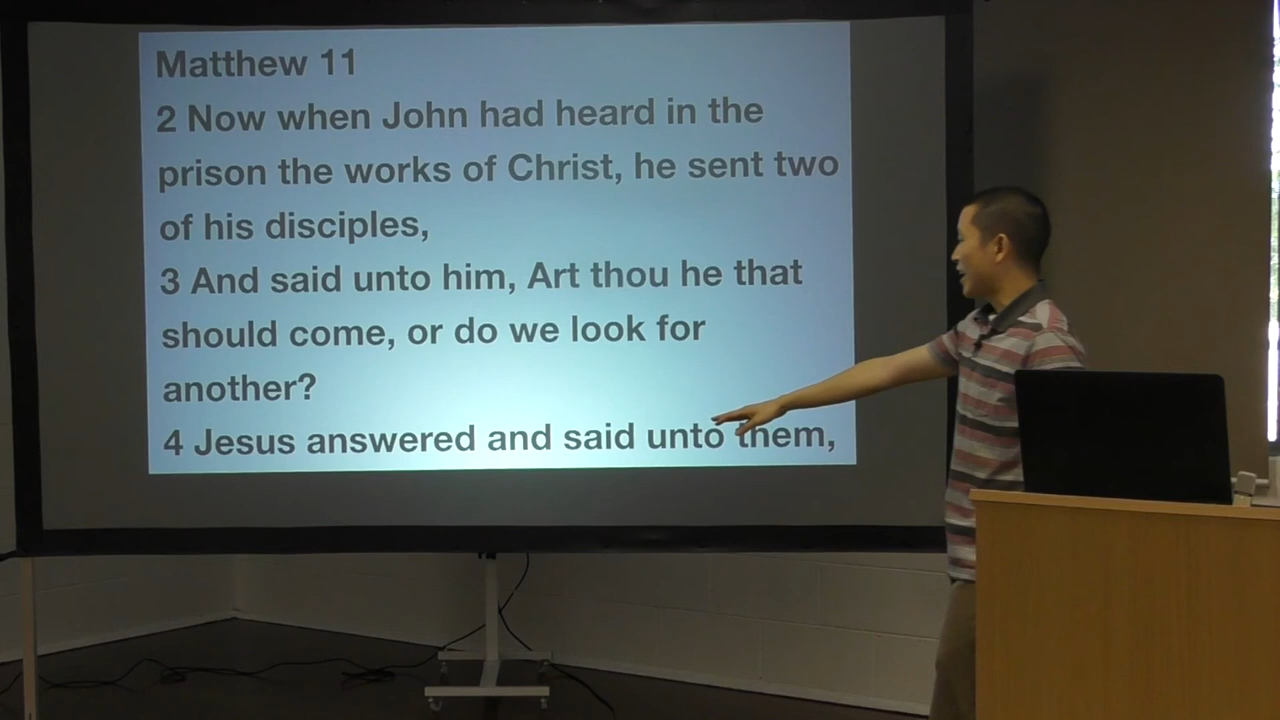 Matthew 11
2 Now when John had heard in the
prison the works of Christ, he sent two
of his disciples,
3 And said unto him, Art thou he that
should come, or do we look for
another?
4 Jesus answered and said unto them,